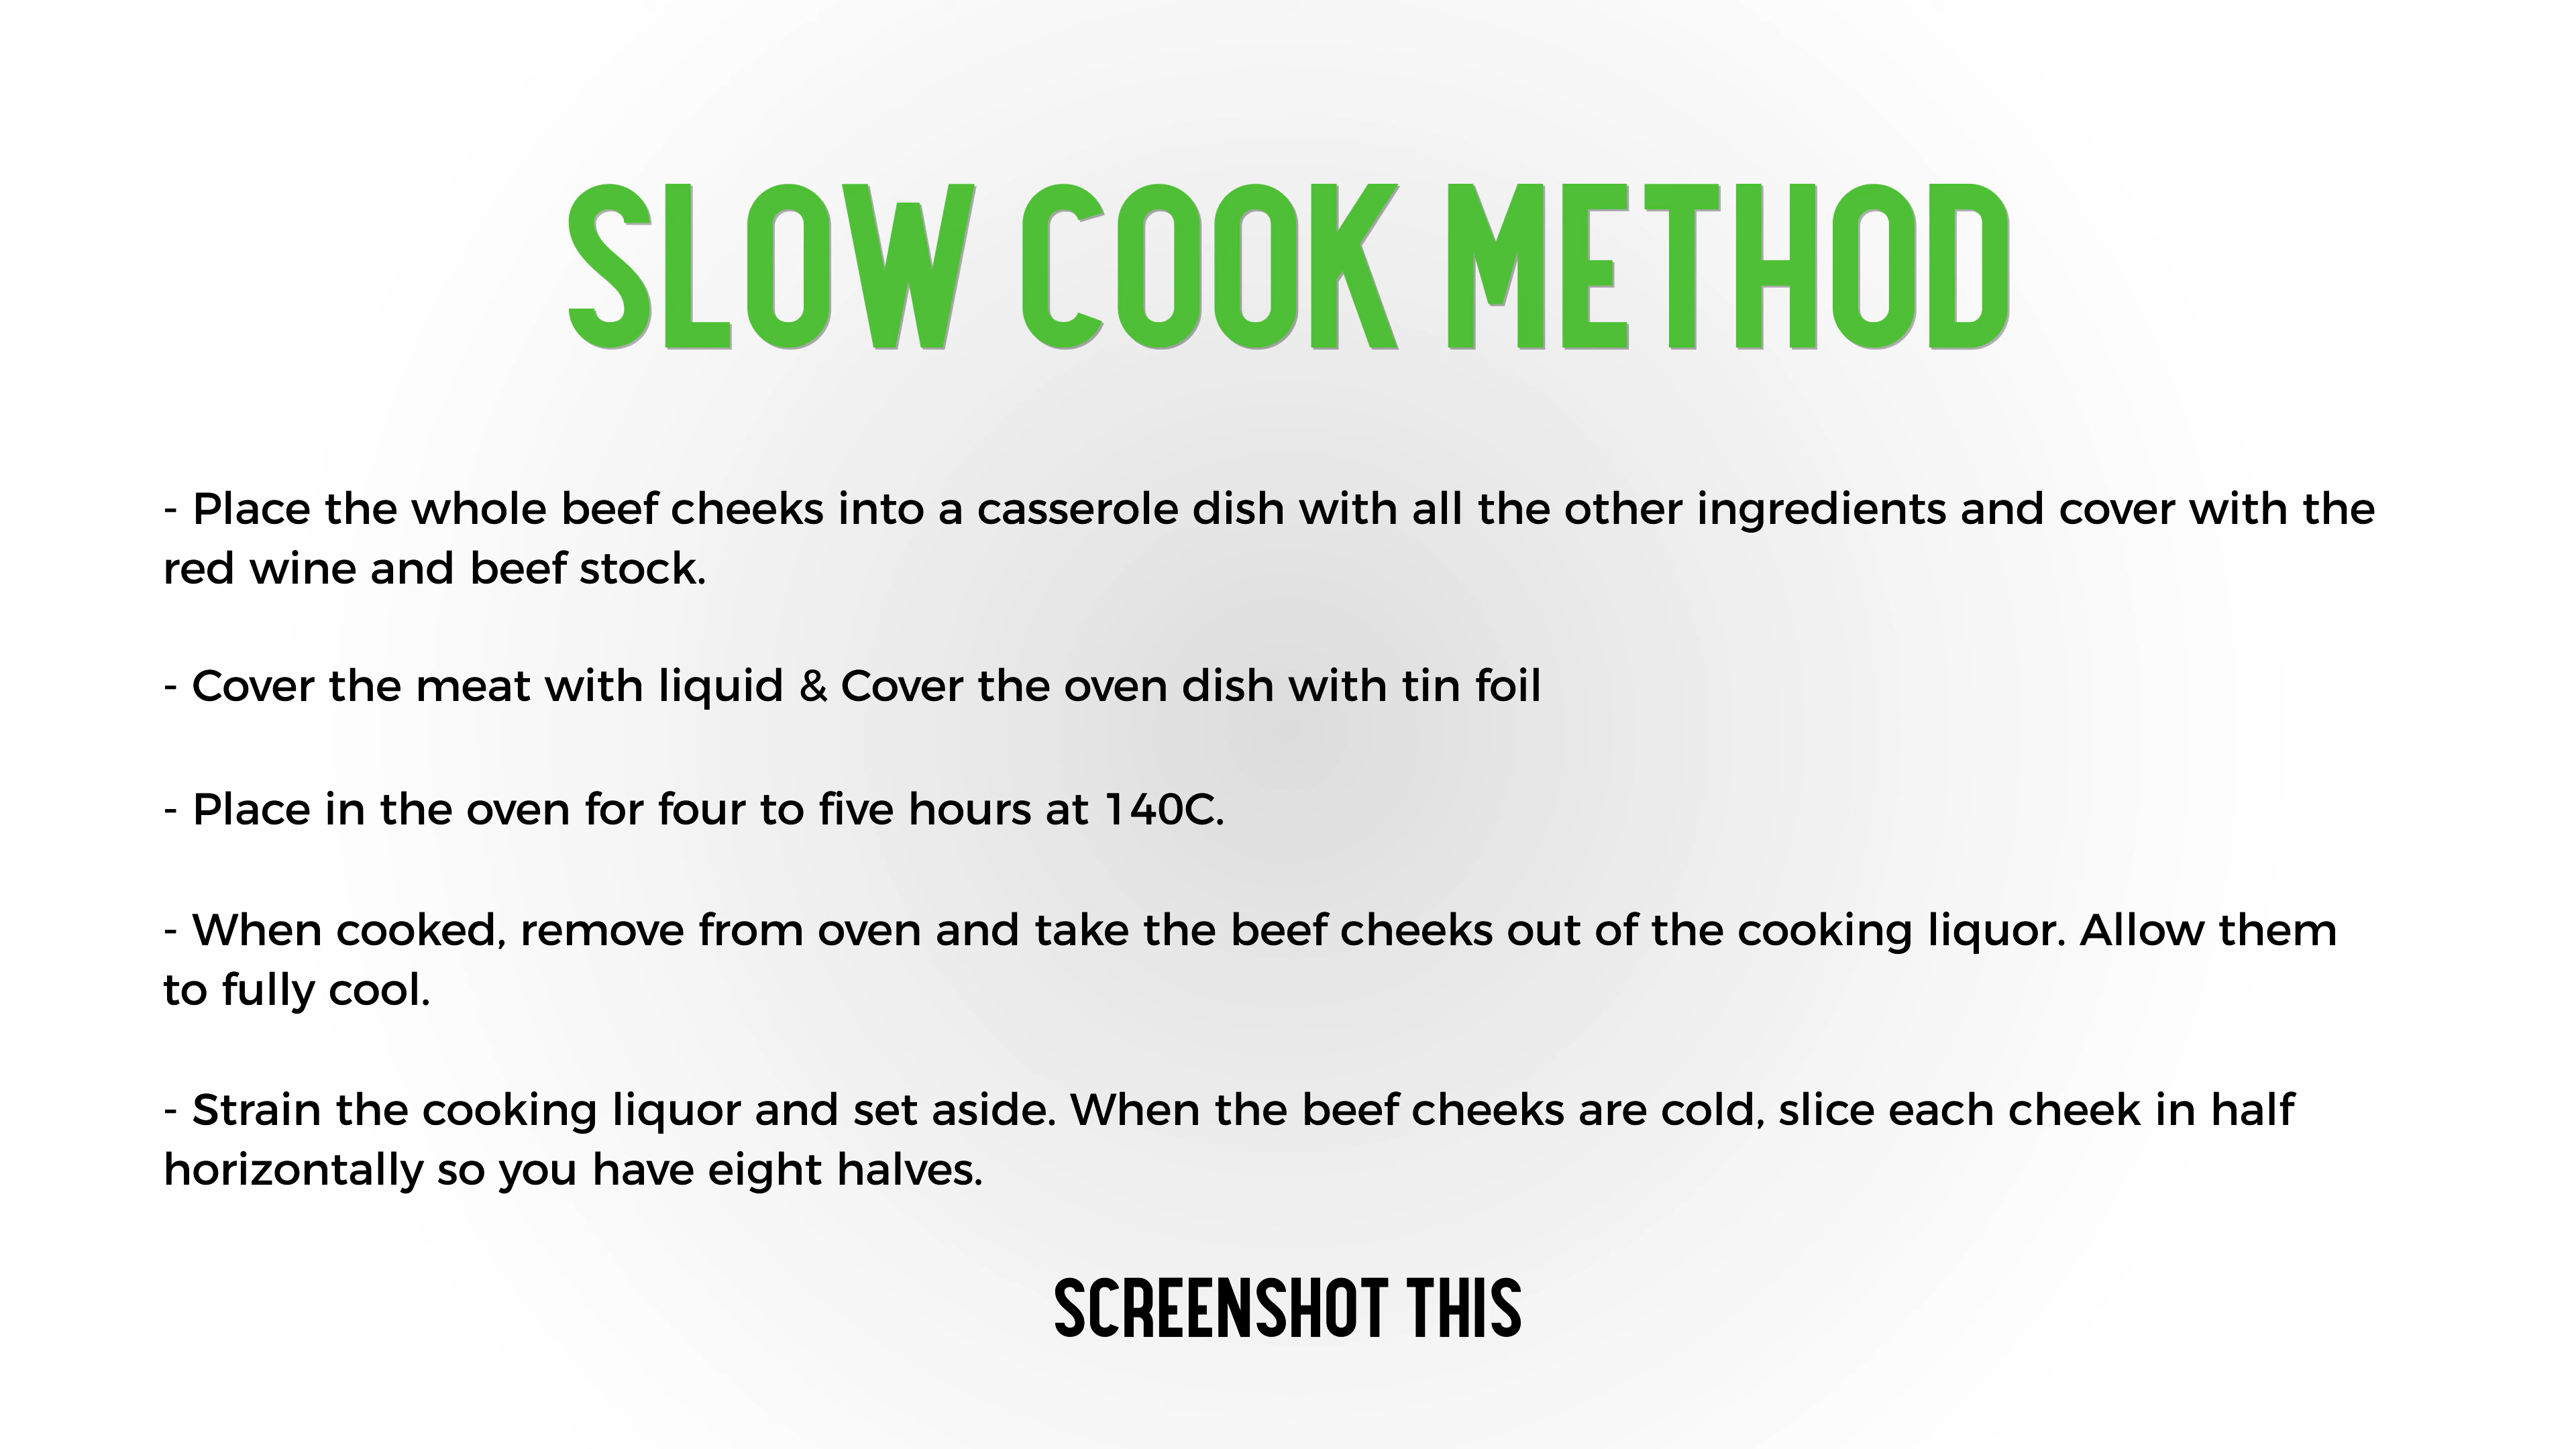 SLOW COOK METHOD
- Place the whole beef cheeks into a casserole dish with all the other ingredients and cover with the
red wine and beef stock.
- Cover the meat with liquid & Cover the oven dish with tin foil
- Place in the oven for four to five hours at 140C.
- When cooked, remove from oven and take the beef cheeks out of the cooking liquor. Allow them
to fully cool.
- Strain the cooking liquor and set aside. When the beef cheeks are cold, slice each cheek in half
horizontally so you have eight halves.
SCREENSHOT THIS